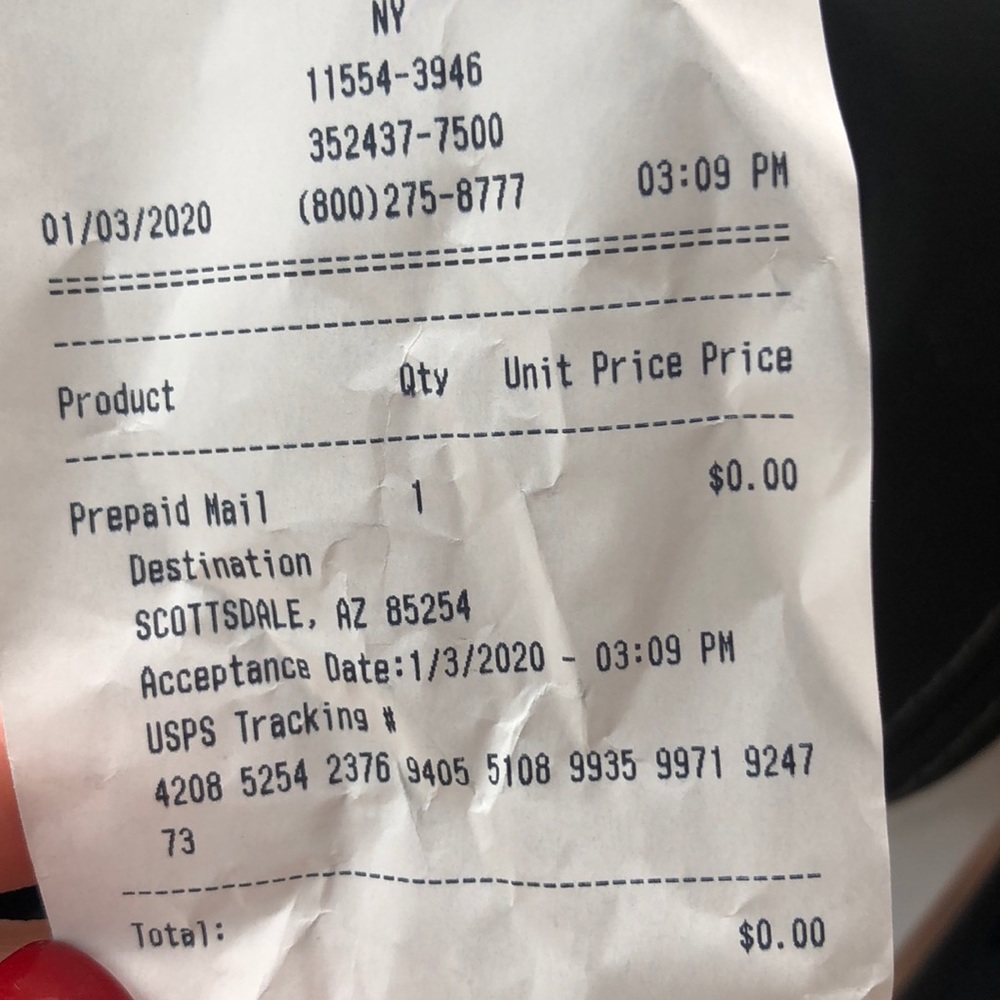 NY
11554-3946
352437-7500
01/03/2020 (800)275-8777 03:09 PM
========================================
----------------------------------------
Product Qty Unit Price Price
----------------------------------------
Prepaid Mail 1 $0.00
Destination
SCOTTSDALE, AZ 85254
Acceptance Date:1/3/2020 - 03:09 PM
USPS Tracking #
4208 5254 2376 9405 5108 9935 9971 9247
73
----------------------------------------
Total: $0.00